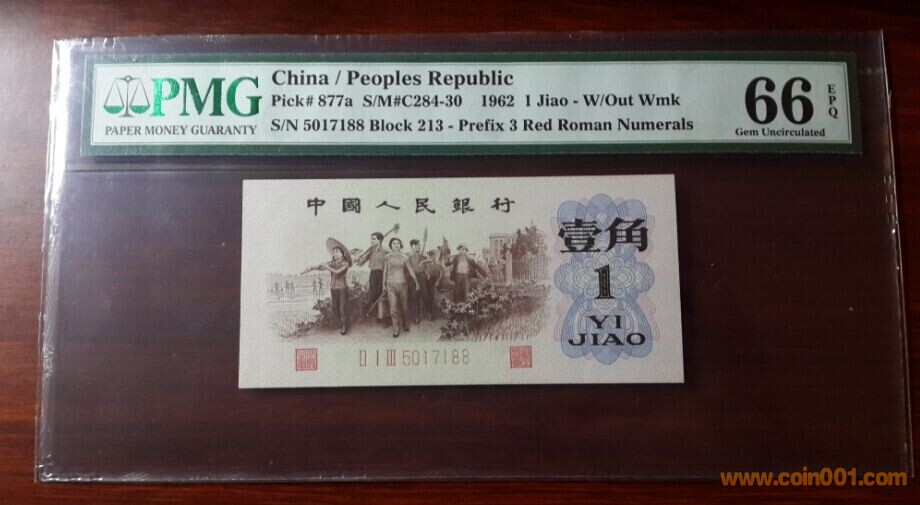 PMG
PAPER MONEY GUARANTY
China / Peoples Republic
Pick# 877a S/M#C284-30 1962 1 Jiao - W/Out Wmk
S/N 5017188 Block 213 - Prefix 3 Red Roman Numerals
66 EPQ
Gem Uncirculated
中國人民銀行
壹角
1
YI
JIAO
II I III 5017188
www.coin001.com